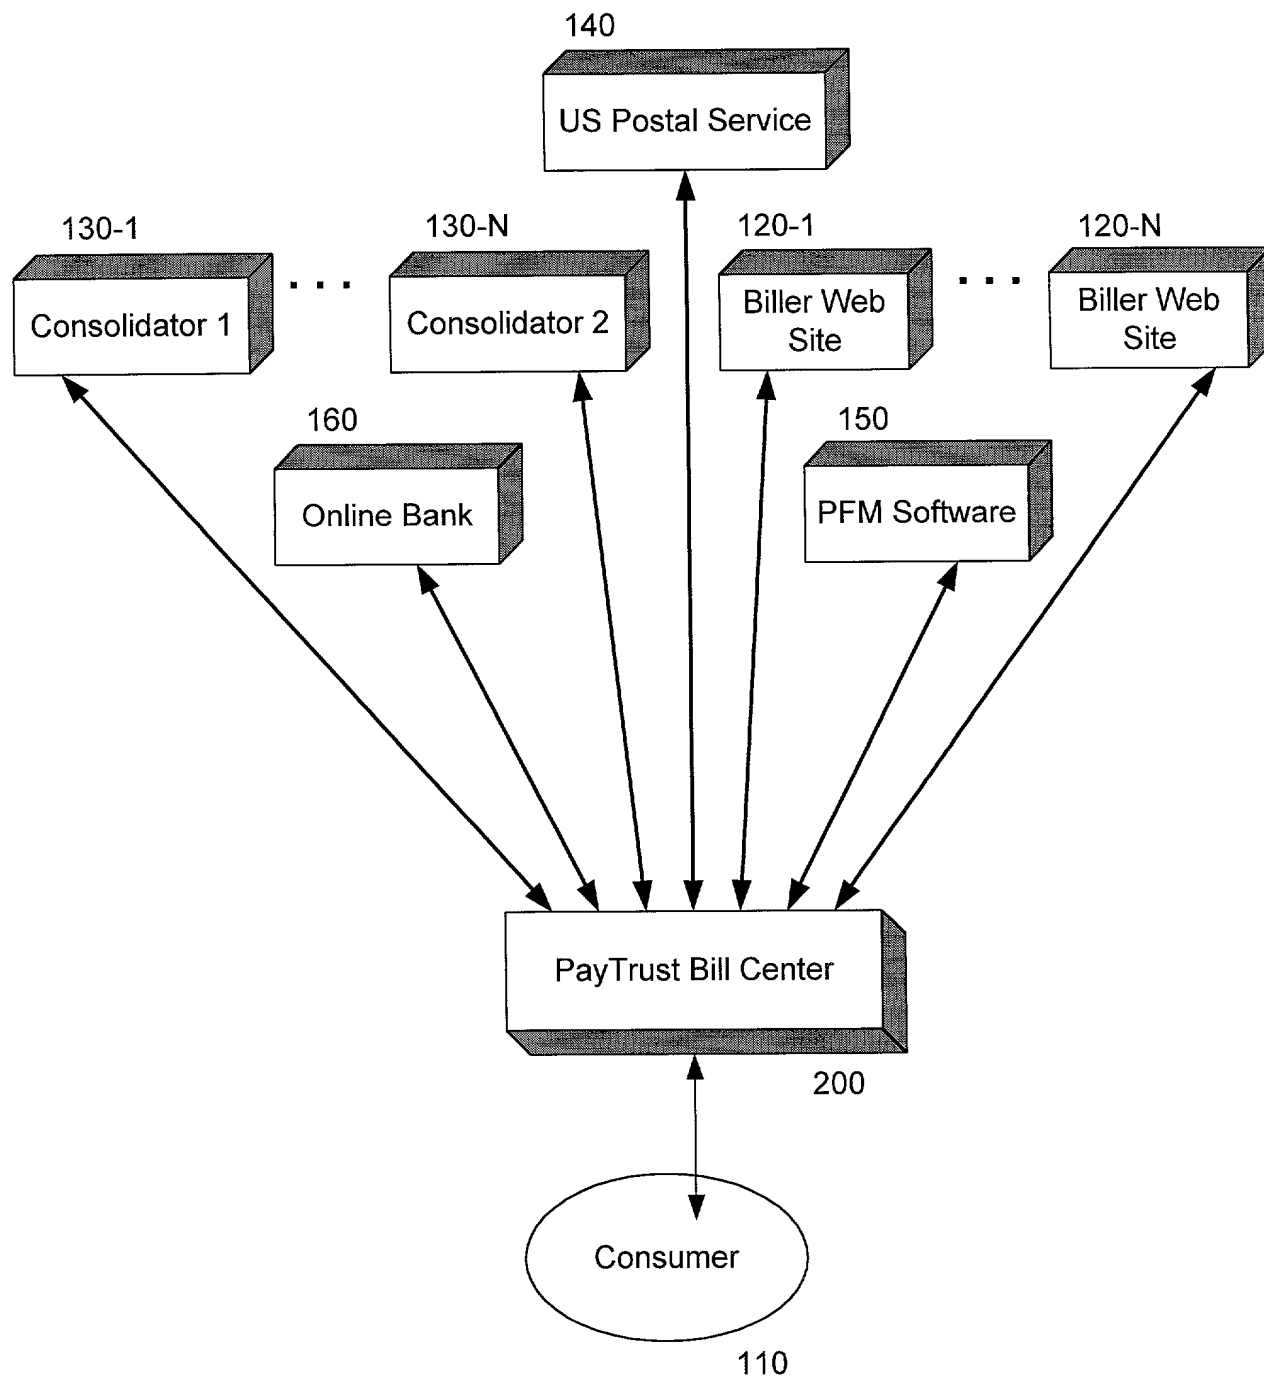 140
US Postal Service
130-1
130-N
120-1
120-N
Consolidator 1
. . .
Consolidator 2
Biller Web
Site
. . .
Biller Web
Site
160
150
Online Bank
PFM Software
PayTrust Bill Center
200
Consumer
110